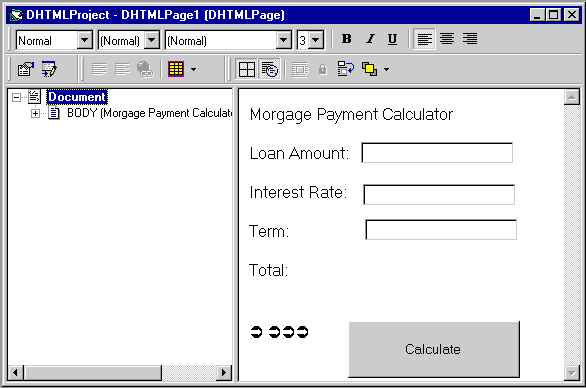 DHTMLProject - DHTMLPage1 (DHTMLPage)
Normal (Normal) (Normal) 3 B I U
Document
BODY (Morgage Payment Calculato
Morgage Payment Calculator
Loan Amount:
Interest Rate:
Term:
Total:
Calculate